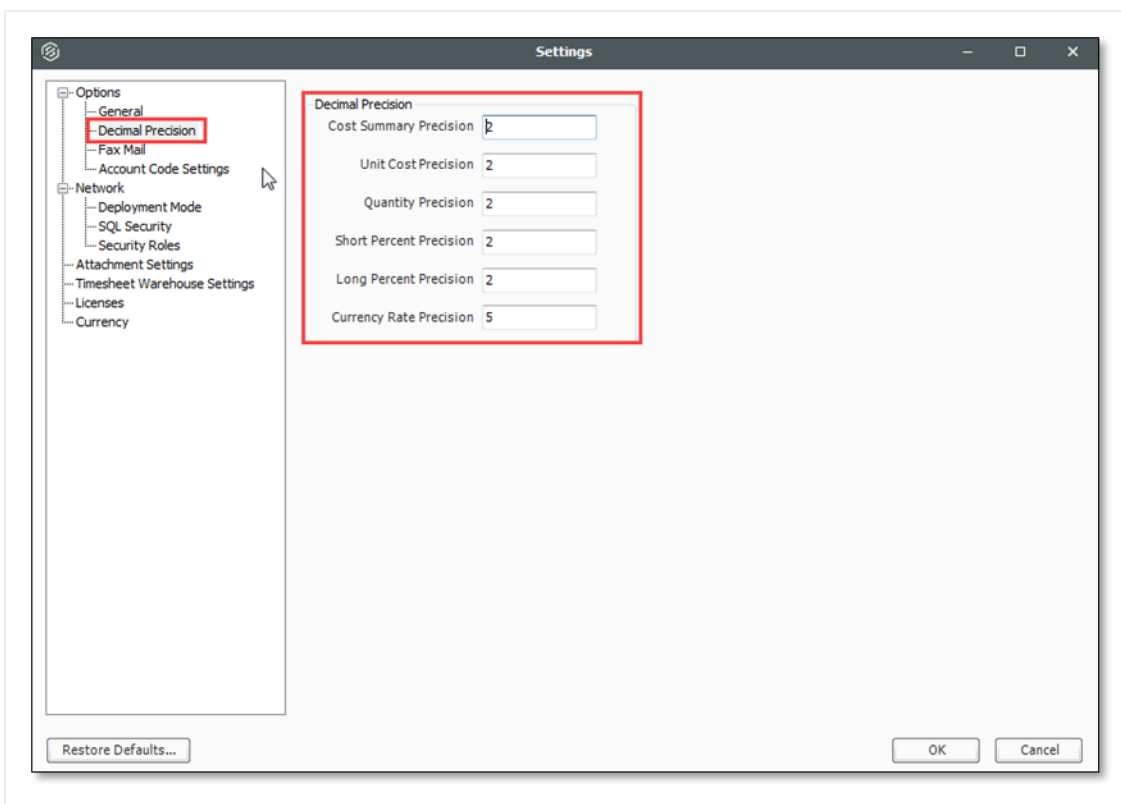 Settings
Options
General
Decimal Precision
Fax Mail
Account Code Settings
Network
Deployment Mode
SQL Security
Security Roles
Attachment Settings
Timesheet Warehouse Settings
Licenses
Currency
Decimal Precision
Cost Summary Precision 2
Unit Cost Precision 2
Quantity Precision 2
Short Percent Precision 2
Long Percent Precision 2
Currency Rate Precision 5
Restore Defaults... OK Cancel